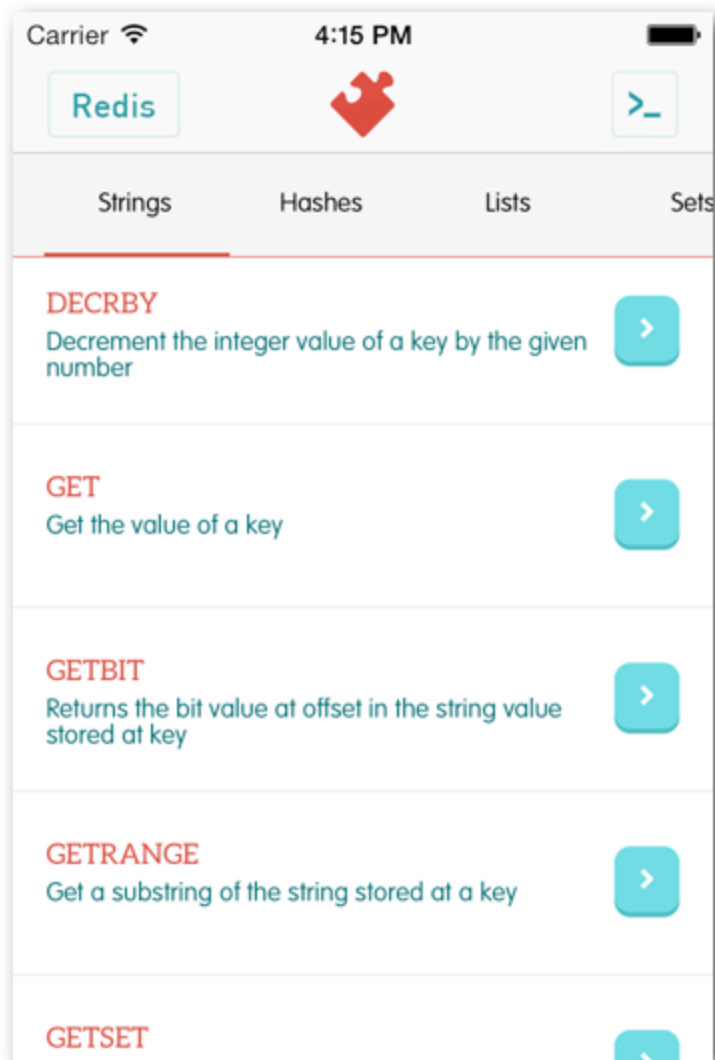 Carrier 4:15 PM
Redis >_
Strings Hashes Lists Sets
DECRBY
Decrement the integer value of a key by the given
number
GET
Get the value of a key
GETBIT
Returns the bit value at offset in the string value
stored at key
GETRANGE
Get a substring of the string stored at a key
GETSET